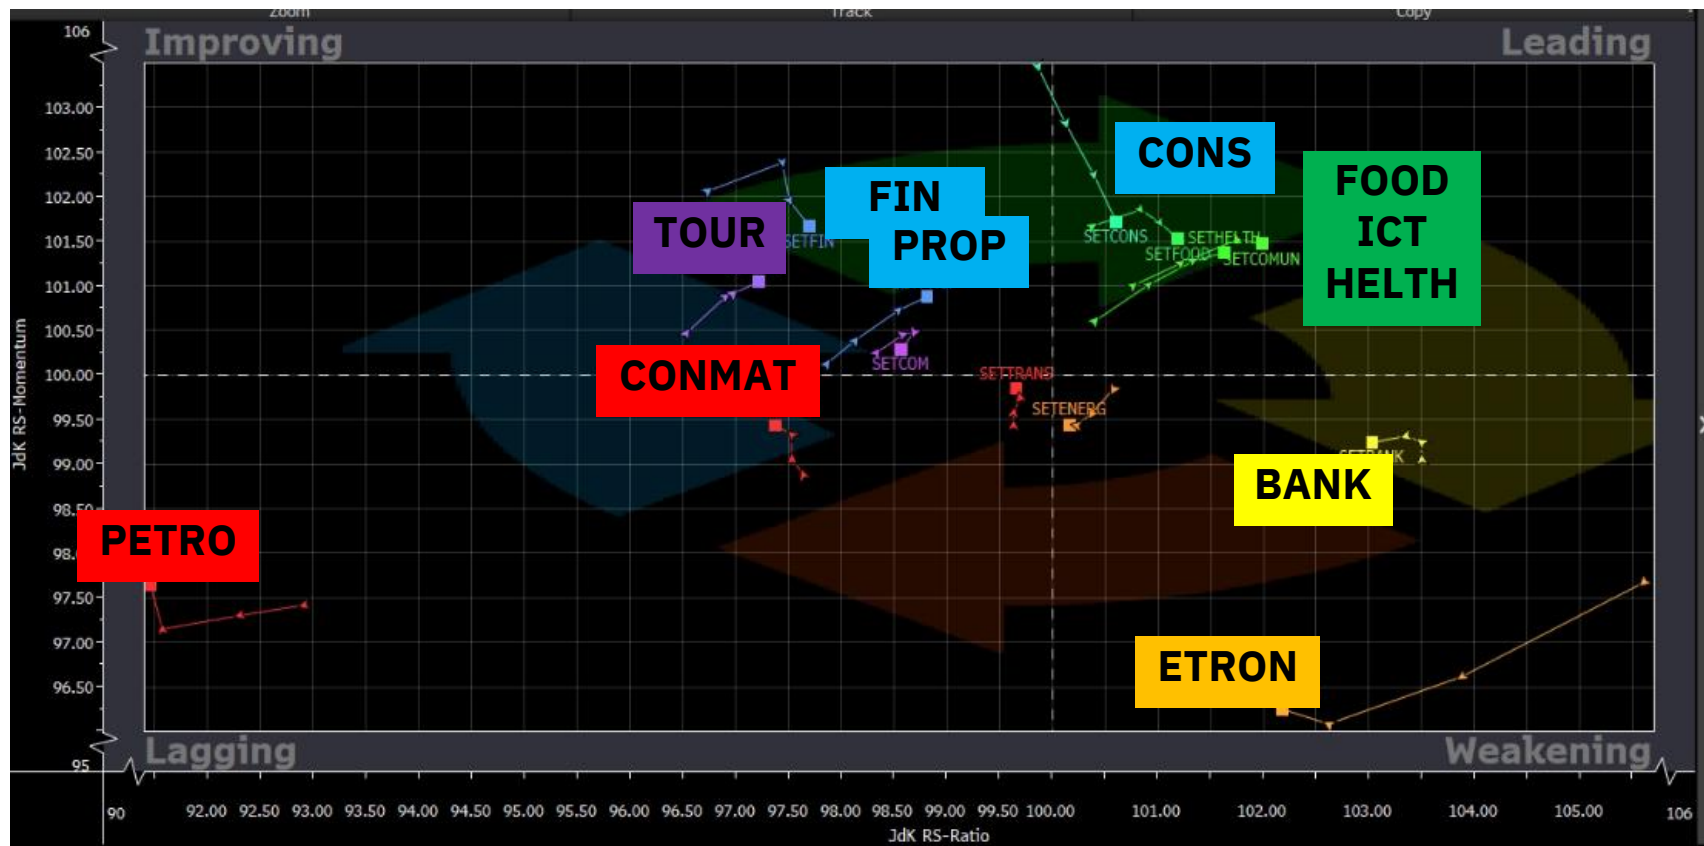 Zoom
Track
Copy
106
Improving
Leading
103.00
102.50
102.00
101.50
101.00
100.50
100.00
99.50
99.00
98.50
98.
97.50
97.00
96.50
95
JdK RS-Momentum
CONS
FOOD
ICT
HELTH
FIN
PROP
TOUR
SETFIN
SETCONS
SETHELTH
SETFOOD
SETCOMUN
SETCOM
CONMAT
SETTRANS
SETENERG
SETBANK
BANK
PETRO
ETRON
Lagging
Weakening
90
92.00 92.50 93.00 93.50 94.00 94.50 95.00 95.50 96.00 96.50 97.00 97.50 98.00 98.50 99.00 99.50 100.00 101.00 102.00 103.00 104.00 105.00 106
JdK RS-Ratio